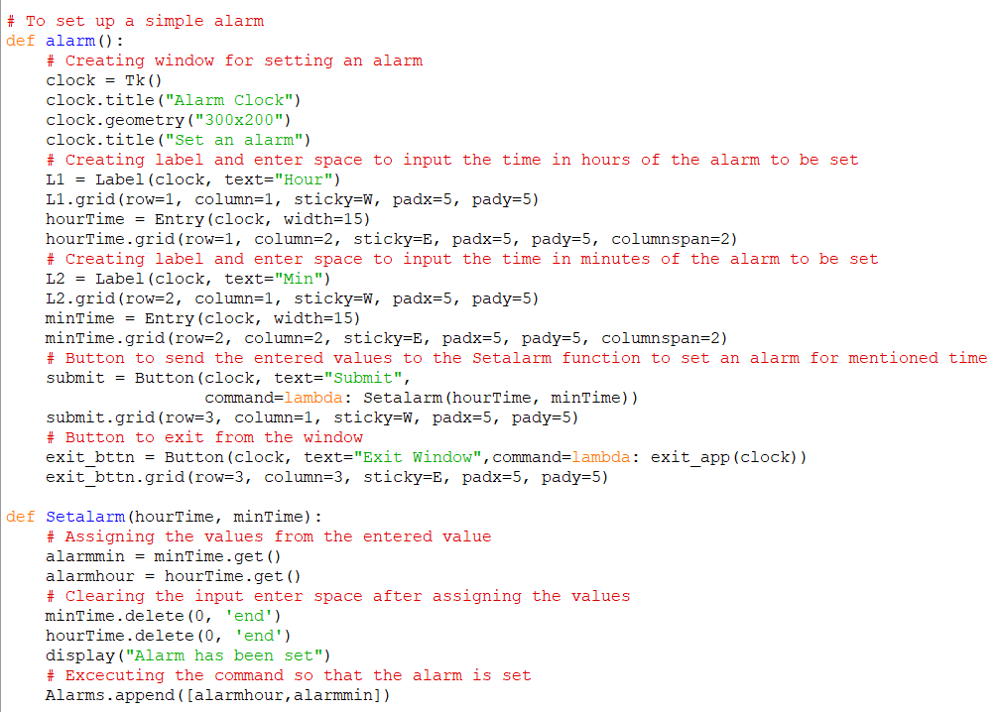 # To set up a simple alarm
def alarm():
    # Creating window for setting an alarm
    clock = Tk()
    clock.title("Alarm Clock")
    clock.geometry("300x200")
    clock.title("Set an alarm")
    # Creating label and enter space to input the time in hours of the alarm to be set
    L1 = Label(clock, text="Hour")
    L1.grid(row=1, column=1, sticky=W, padx=5, pady=5)
    hourTime = Entry(clock, width=15)
    hourTime.grid(row=1, column=2, sticky=E, padx=5, pady=5, columnspan=2)
    # Creating label and enter space to input the time in minutes of the alarm to be set
    L2 = Label(clock, text="Min")
    L2.grid(row=2, column=1, sticky=W, padx=5, pady=5)
    minTime = Entry(clock, width=15)
    minTime.grid(row=2, column=2, sticky=E, padx=5, pady=5, columnspan=2)
    # Button to send the entered values to the Setalarm function to set an alarm for mentioned time
    submit = Button(clock, text="Submit",
                    command=lambda: Setalarm(hourTime, minTime))
    submit.grid(row=3, column=1, sticky=W, padx=5, pady=5)
    # Button to exit from the window
    exit_bttn = Button(clock, text="Exit Window",command=lambda: exit_app(clock))
    exit_bttn.grid(row=3, column=3, sticky=E, padx=5, pady=5)

def Setalarm(hourTime, minTime):
    # Assigning the values from the entered value
    alarmmin = minTime.get()
    alarmhour = hourTime.get()
    # Clearing the input enter space after assigning the values
    minTime.delete(0, 'end')
    hourTime.delete(0, 'end')
    display("Alarm has been set")
    # Excecuting the command so that the alarm is set
    Alarms.append([alarmhour,alarmmin])